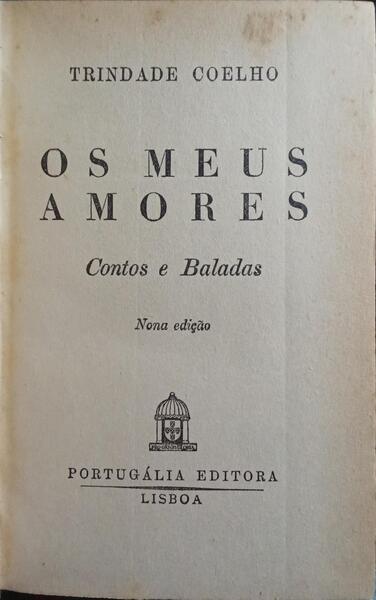 TRINDADE COELHO
OS MEUS
AMORES
Contos e Baladas
Nona edição
PORTUGÁLIA EDITORA
LISBOA